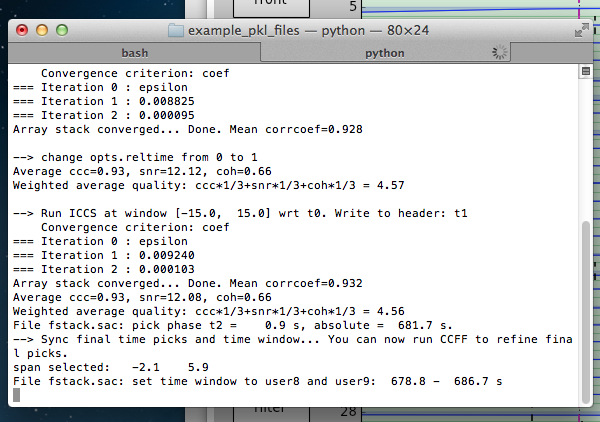 front
5
example_pkl_files — python — 80×24
bash
python
Convergence criterion: coef
=== Iteration 0 : epsilon
=== Iteration 1 : 0.008825
=== Iteration 2 : 0.000095
Array stack converged... Done. Mean corrcoef=0.928
--> change opts.reltime from 0 to 1
Average ccc=0.93, snr=12.12, coh=0.66
Weighted average quality: ccc*1/3+snr*1/3+coh*1/3 = 4.57
--> Run ICCS at window [-15.0,  15.0] wrt t0. Write to header: t1
Convergence criterion: coef
=== Iteration 0 : epsilon
=== Iteration 1 : 0.009240
=== Iteration 2 : 0.000103
Array stack converged... Done. Mean corrcoef=0.932
Average ccc=0.93, snr=12.08, coh=0.66
Weighted average quality: ccc*1/3+snr*1/3+coh*1/3 = 4.56
File fstack.sac: pick phase t2 =    0.9 s, absolute =  681.7 s.
--> Sync final time picks and time window... You can now run CCFF to refine fina
l picks.
span selected:   -2.1    5.9
File fstack.sac: set time window to user8 and user9:  678.8 -  686.7 s
filter
28